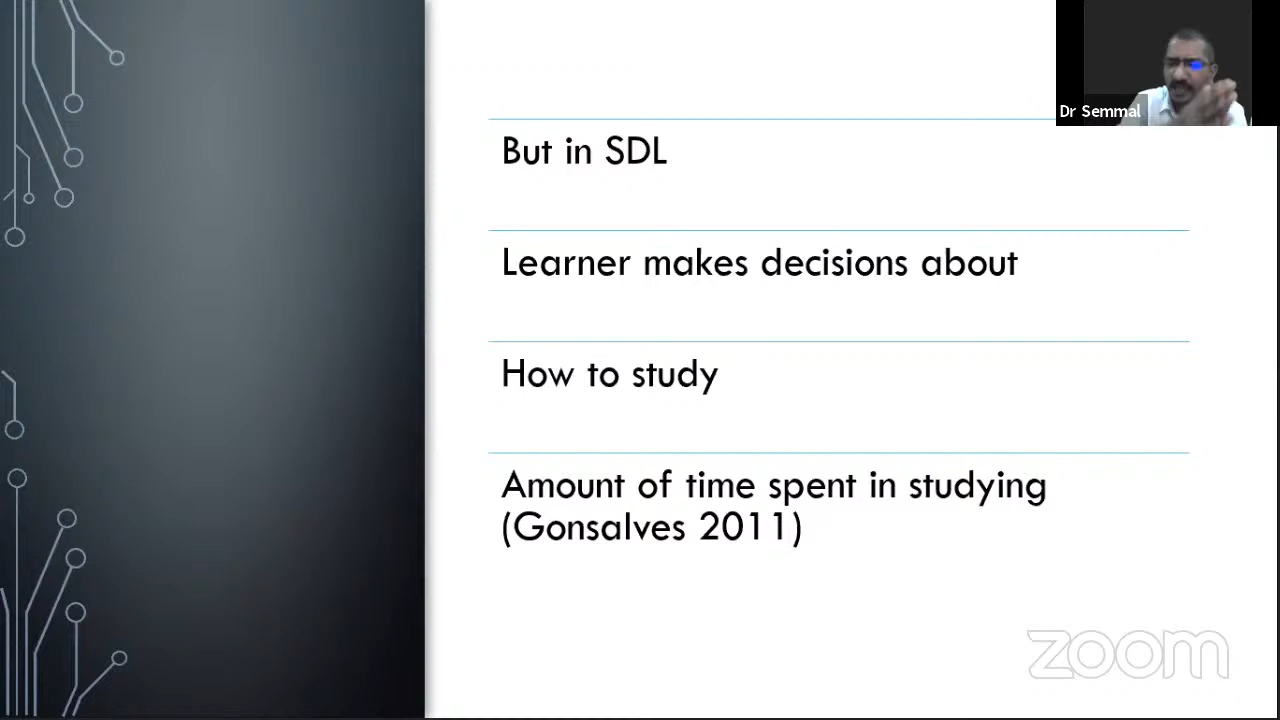 Dr Semmal
But in SDL
Learner makes decisions about
How to study
Amount of time spent in studying
(Gonsalves 2011)
zoom